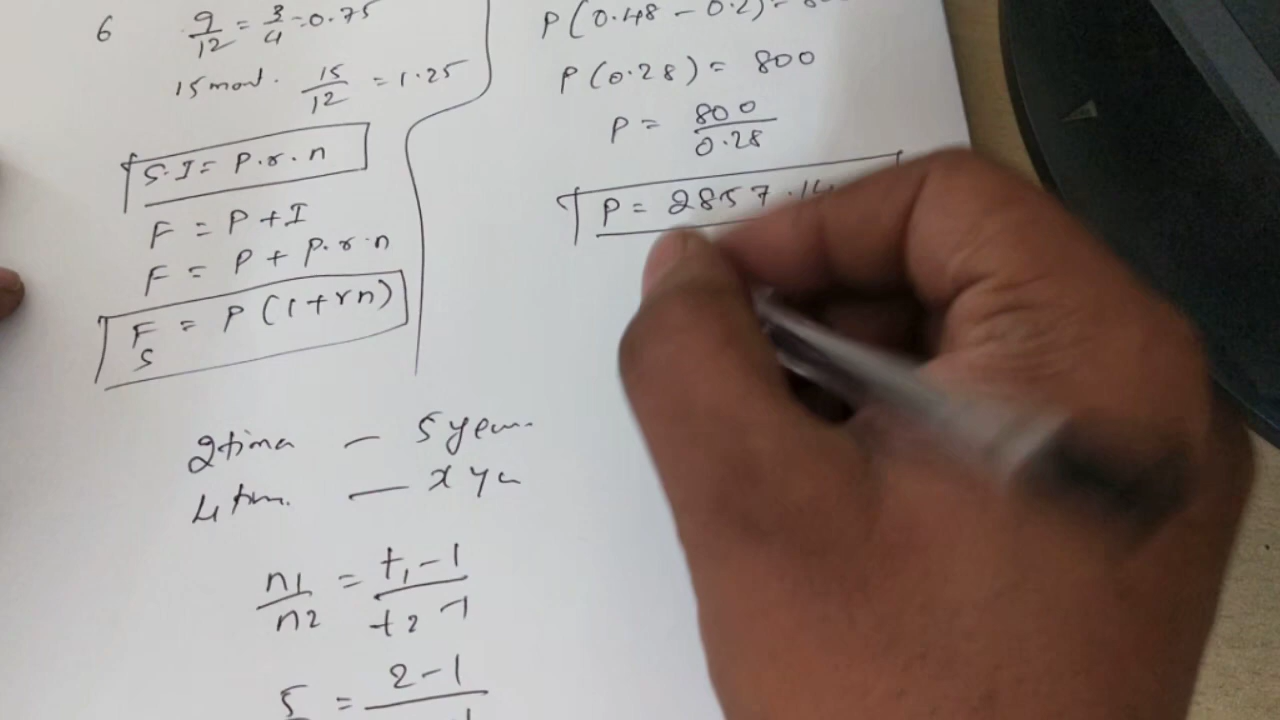 6 9/12 = 3/4 = 0.75
15 mont. 15/12 = 1.25
S.I = P.r.n
F = P + I
F = P + P.r.n
F = P (1+rn)
S
2 time — 5 year.
4 tim. — x ye
n1/n2 = t1-1/t2-1
5 = 2-1
P(0.48 - 0.2) =
P(0.28) = 800
P = 800/0.28
P = 2857.14